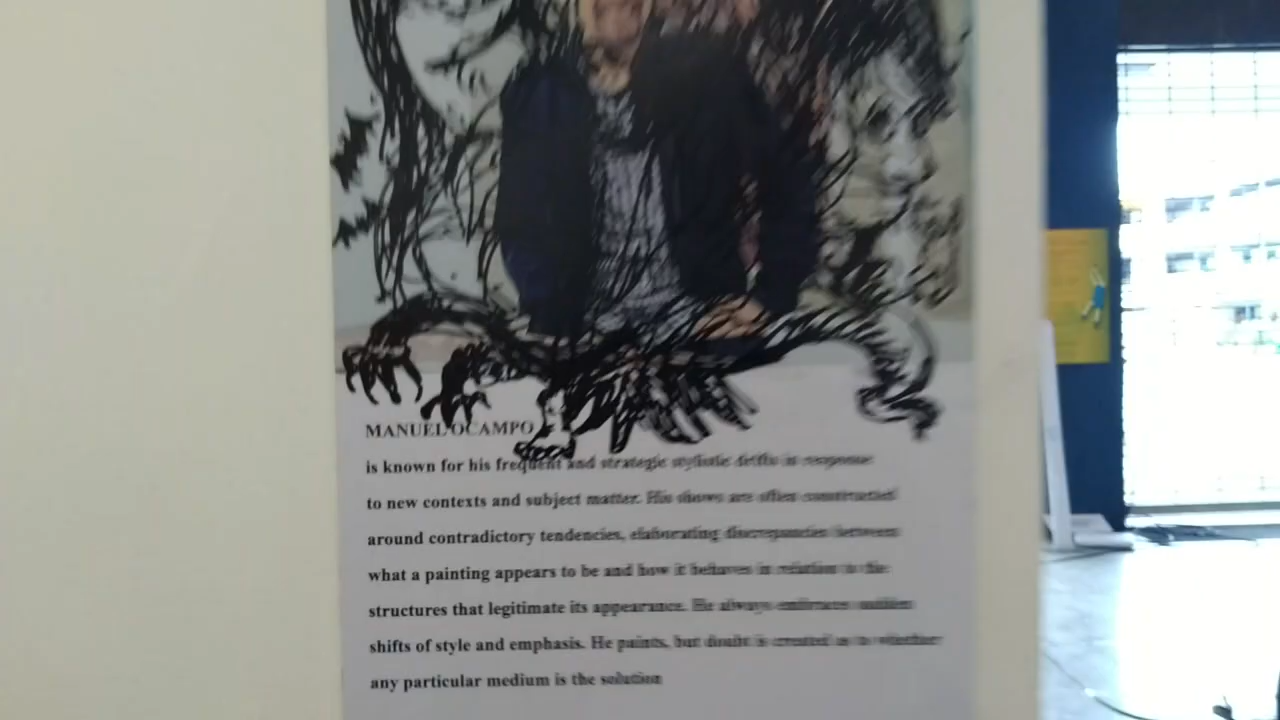 MANUEL OCAMPO
is known for his frequent and strategic stylistic drifts in response
to new contexts and subject matter. His shows are often constructed
around contradictory tendencies, elaborating discrepancies between
what a painting appears to be and how it behaves in relation to the
structures that legitimate its appearance. He always embraces sudden
shifts of style and emphasis. He paints, but doubt is created as to whether
any particular medium is the solution